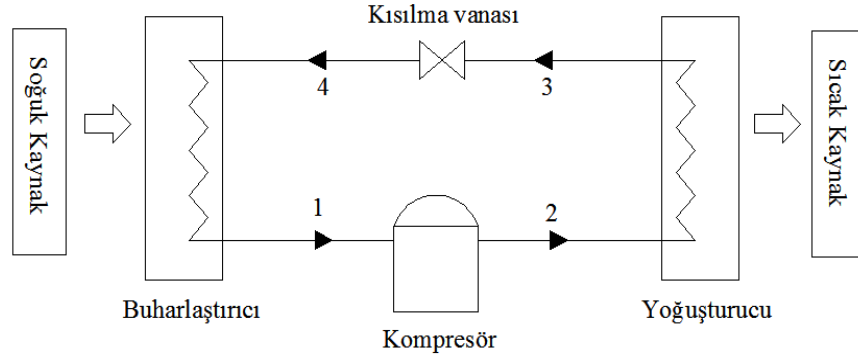 Kısılma vanası
Soğuk Kaynak
4
3
Sıcak Kaynak
1
2
Buharlaştırıcı
Kompresör
Yoğuşturucu